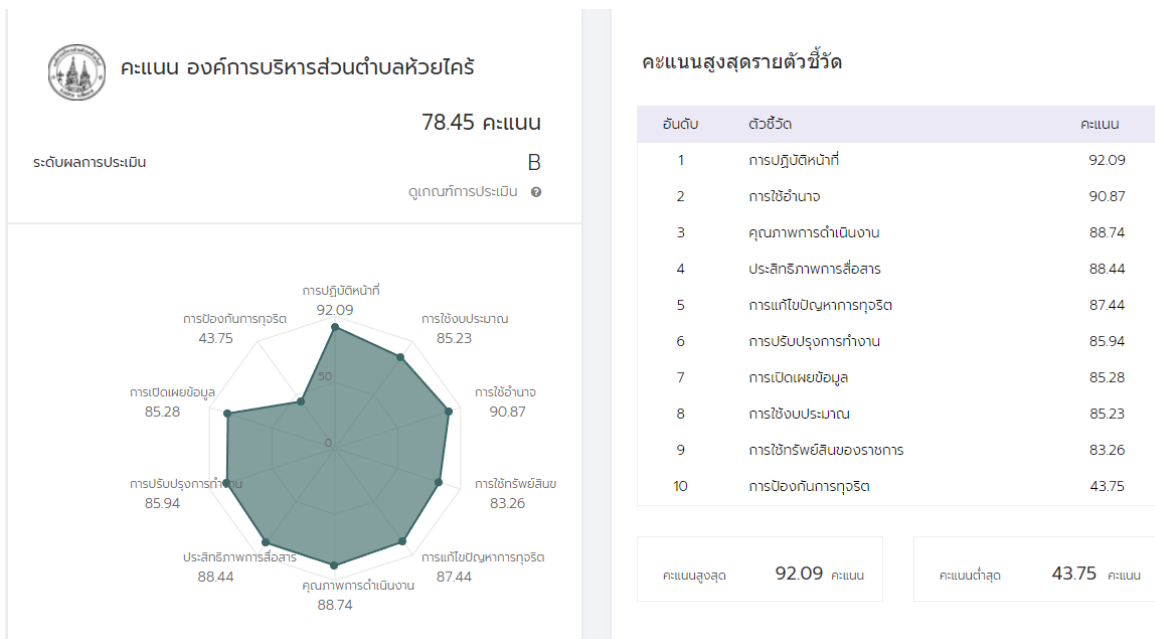 คะแนน องค์การบริหารส่วนตำบลห้วยไคร้
78.45 คะแนน
ระดับผลการประเมิน B
ดูเกณฑ์การประเมิน
การปฏิบัติหน้าที่
92.09
การใช้งบประมาณ
85.23
การใช้อำนาจ
90.87
การใช้ทรัพย์สินข
83.26
การแก้ไขปัญหาการทุจริต
87.44
คุณภาพการดำเนินงาน
88.74
ประสิทธิภาพการสื่อสาร
88.44
การปรับปรุงการทำงาน
85.94
การเปิดเผยข้อมูล
85.28
การป้องกันการทุจริต
43.75
50
0
คะแนนสูงสุดรายตัวชี้วัด
อันดับ ตัวชี้วัด คะแนน
1 การปฏิบัติหน้าที่ 92.09
2 การใช้อำนาจ 90.87
3 คุณภาพการดำเนินงาน 88.74
4 ประสิทธิภาพการสื่อสาร 88.44
5 การแก้ไขปัญหาการทุจริต 87.44
6 การปรับปรุงการทำงาน 85.94
7 การเปิดเผยข้อมูล 85.28
8 การใช้งบประมาณ 85.23
9 การใช้ทรัพย์สินของราชการ 83.26
10 การป้องกันการทุจริต 43.75
คะแนนสูงสุด 92.09 คะแนน
คะแนนต่ำสุด 43.75 คะแนน